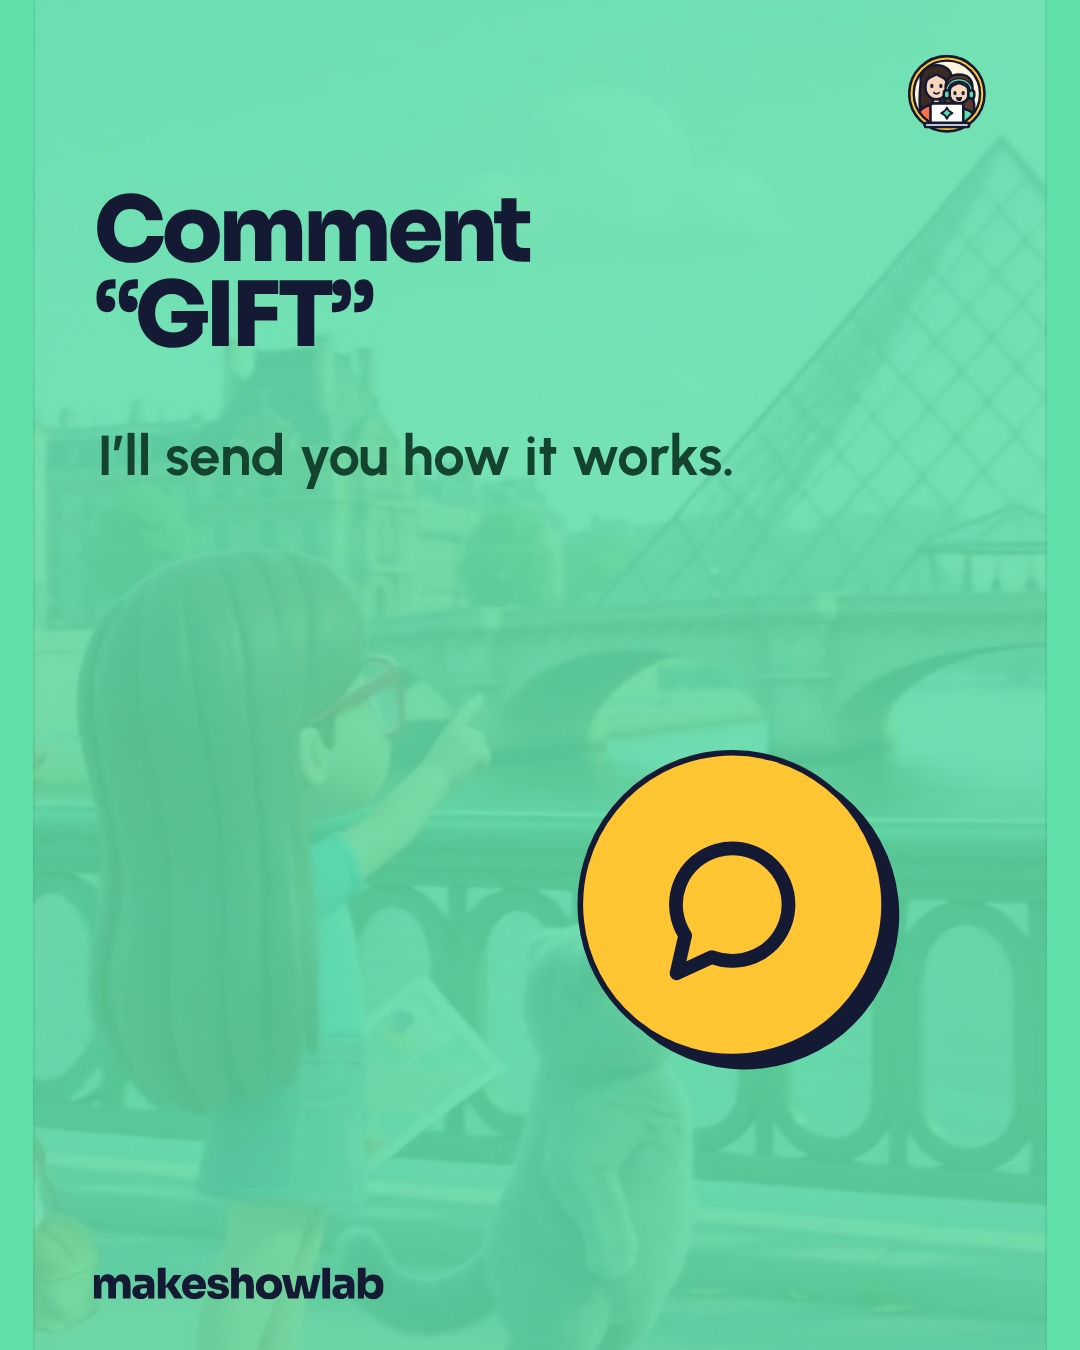 Comment
“GIFT”
I’ll send you how it works.
makeshowlab